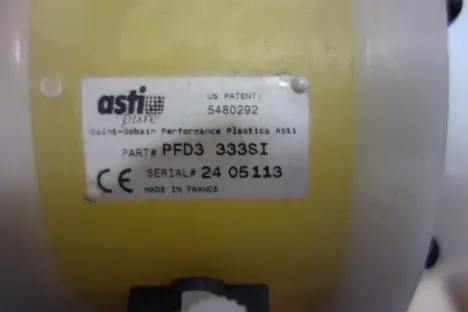 asti
pure
US PATENT:
5480292
Saint-Gobain Performance Plastics Asti
PART# PFD3 333SI
SERIAL# 24 05113
CE
MADE IN FRANCE